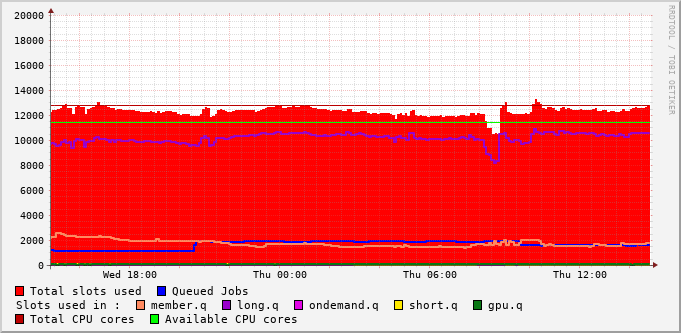 20000
18000
16000
14000
12000
10000
8000
6000
4000
2000
0
Wed 18:00 Thu 00:00 Thu 06:00 Thu 12:00
Total slots used Queued Jobs
Slots used in : member.q long.q ondemand.q short.q gpu.q
Total CPU cores Available CPU cores
RRDTOOL / TOBI OETIKER